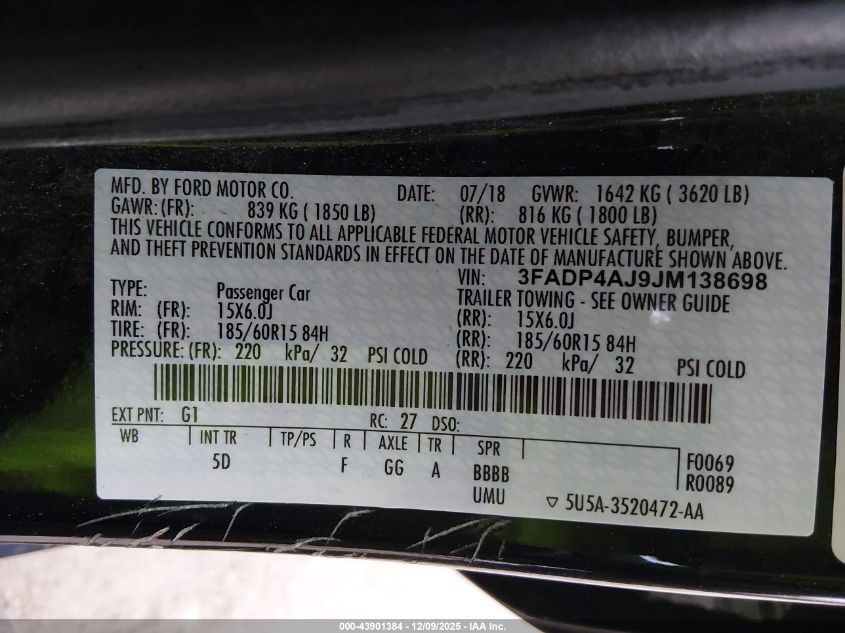 MFD. BY FORD MOTOR CO. DATE: 07/18 GVWR: 1642 KG ( 3620 LB)
GAWR: (FR): 839 KG ( 1850 LB) (RR): 816 KG ( 1800 LB)
THIS VEHICLE CONFORMS TO ALL APPLICABLE FEDERAL MOTOR VEHICLE SAFETY, BUMPER,
AND THEFT PREVENTION STANDARDS IN EFFECT ON THE DATE OF MANUFACTURE SHOWN ABOVE.
VIN: 3FADP4AJ9JM138698
TYPE: Passenger Car TRAILER TOWING - SEE OWNER GUIDE
RIM: (FR): 15X6.0J (RR): 15X6.0J
TIRE: (FR): 185/60R15 84H (RR): 185/60R15 84H
PRESSURE: (FR): 220 kPa/ 32 PSI COLD (RR): 220 kPa/ 32 PSI COLD
EXT PNT: G1 RC: 27 DSO:
WB INT TR TP/PS R AXLE TR SPR
5D F GG A BBBB F0069
UMU R0089
▽ 5U5A-3520472-AA
000-43901384 - 12/09/2025 - IAA Inc.